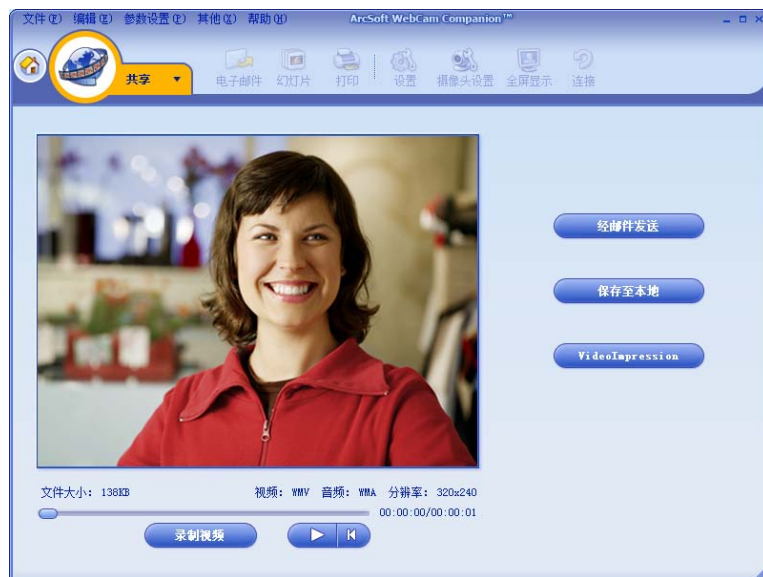 文件(F) 编辑(E) 参数设置(P) 其他(X) 帮助(H) ArcSoft WebCam Companion™
共享 电子邮件 幻灯片 打印 设置 摄像头设置 全屏显示 连接
经邮件发送
保存至本地
VideoImpression
文件大小: 138KB 视频: WMV 音频: WMA 分辨率: 320x240
00:00:00/00:00:01
录制视频